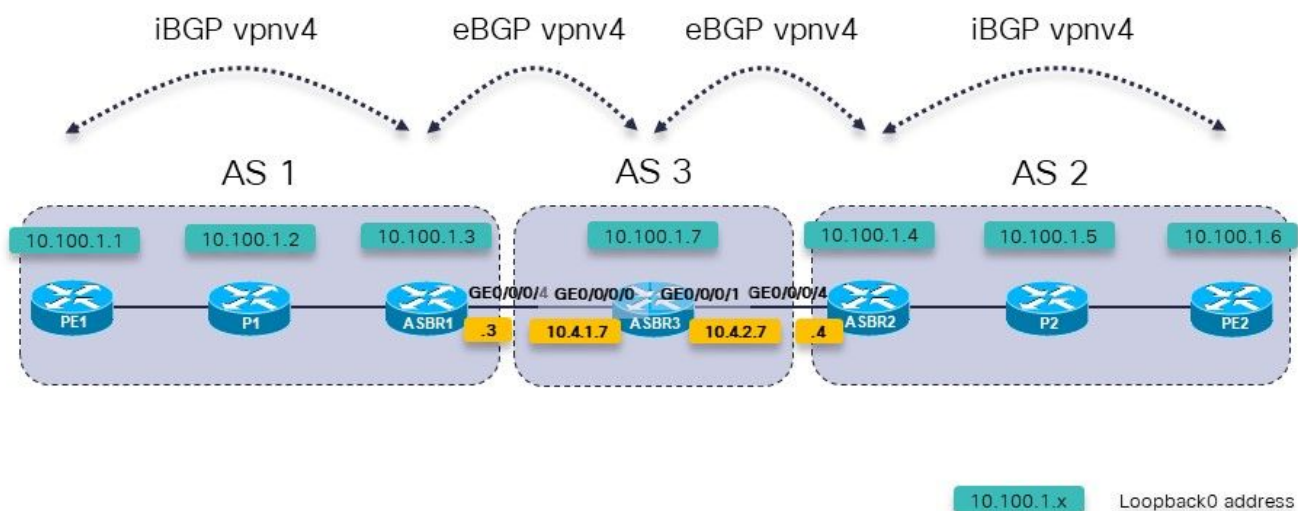 iBGP vpnv4 eBGP vpnv4 eBGP vpnv4 iBGP vpnv4
AS 1 AS 3 AS 2
10.100.1.1 10.100.1.2 10.100.1.3 10.100.1.7 10.100.1.4 10.100.1.5 10.100.1.6
GE0/0/0/4 GE0/0/0/0 GE0/0/0/1 GE0/0/0/4
PE1 P1 ASBR1 ASBR3 ASBR2 P2 PE2
.3 10.4.1.7 10.4.2.7 .4
10.100.1.x Loopback0 address